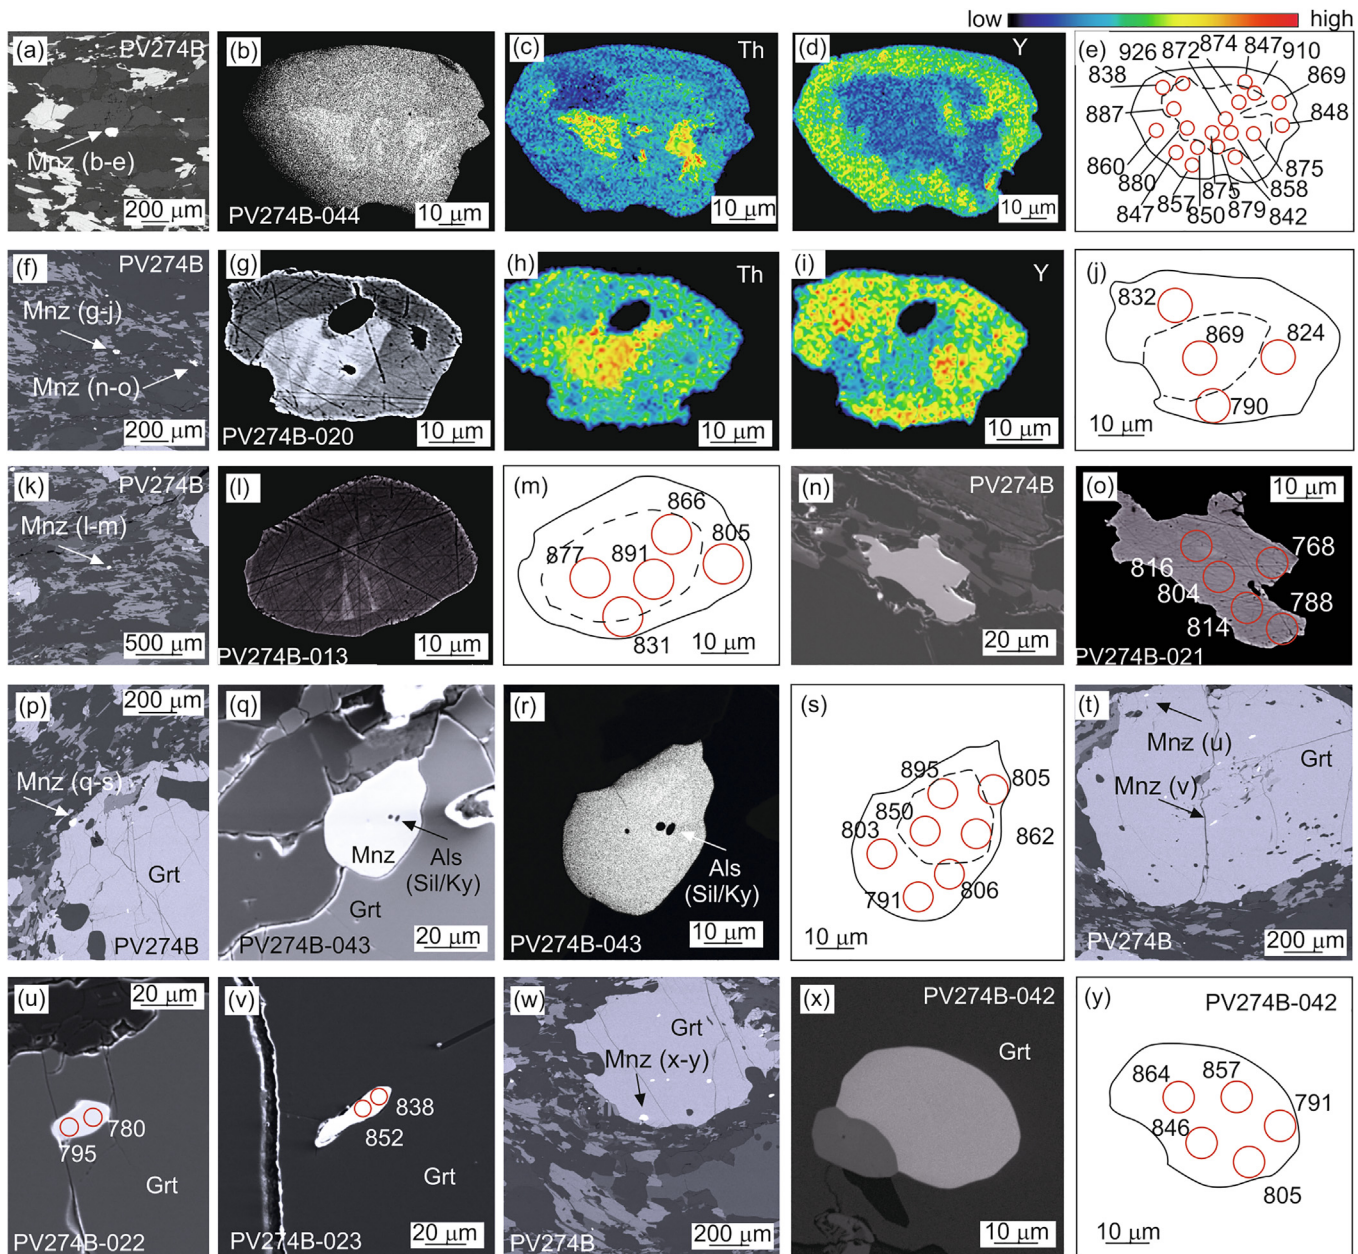 low high
(a) PV274B
Mnz (b-e)
200 μm
(b)
PV274B-044
10 μm
(c) Th
10 μm
(d) Y
10 μm
(e)
926 872 874 847 910
838 869
887 848
860 875
880 875 858
857 879
847 850 842
(f) PV274B
Mnz (g-j)
Mnz (n-o)
200 μm
(g)
PV274B-020
10 μm
(h) Th
10 μm
(i) Y
10 μm
(j)
832
869 824
790
10 μm
(k) PV274B
Mnz (l-m)
500 μm
(l)
PV274B-013
10 μm
(m)
866
877 891 805
831
10 μm
(n) PV274B
20 μm
(o) 10 μm
768
816
804
788
814
PV274B-021
(p) 200 μm
Mnz (q-s)
Grt
PV274B
(q)
Mnz
Als
(Sil/Ky)
Grt
PV274B-043
20 μm
(r)
Als
(Sil/Ky)
PV274B-043
10 μm
(s)
895 805
850
803 862
791 806
10 μm
(t)
Mnz (u)
Grt
Mnz (v)
PV274B
200 μm
(u) 20 μm
780
795
Grt
PV274B-022
(v)
838
852
Grt
PV274B-023
20 μm
(w)
Grt
Mnz (x-y)
PV274B
200 μm
(x) PV274B-042
Grt
10 μm
(y) PV274B-042
864 857
791
846
805
10 μm